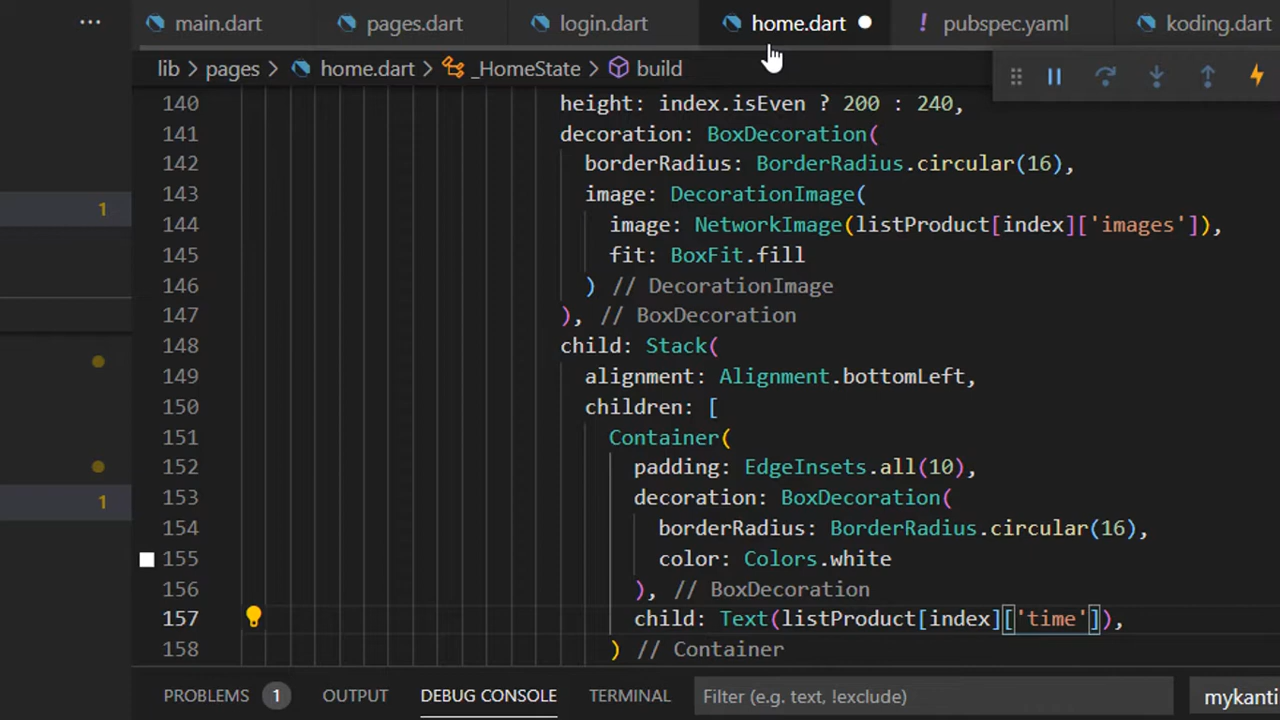 ··· main.dart pages.dart login.dart home.dart ● ! pubspec.yaml koding.dart
lib > pages > home.dart > _HomeState > build
140 height: index.isEven ? 200 : 240,
141 decoration: BoxDecoration(
142 borderRadius: BorderRadius.circular(16),
143 image: DecorationImage(
144 image: NetworkImage(listProduct[index]['images']),
145 fit: BoxFit.fill
146 ) // DecorationImage
147 ), // BoxDecoration
148 child: Stack(
149 alignment: Alignment.bottomLeft,
150 children: [
151 Container(
152 padding: EdgeInsets.all(10),
153 decoration: BoxDecoration(
154 borderRadius: BorderRadius.circular(16),
155 color: Colors.white
156 ), // BoxDecoration
157 child: Text(listProduct[index]['time']),
158 ) // Container
1
1
PROBLEMS 1 OUTPUT DEBUG CONSOLE TERMINAL Filter (e.g. text, !exclude) mykanti